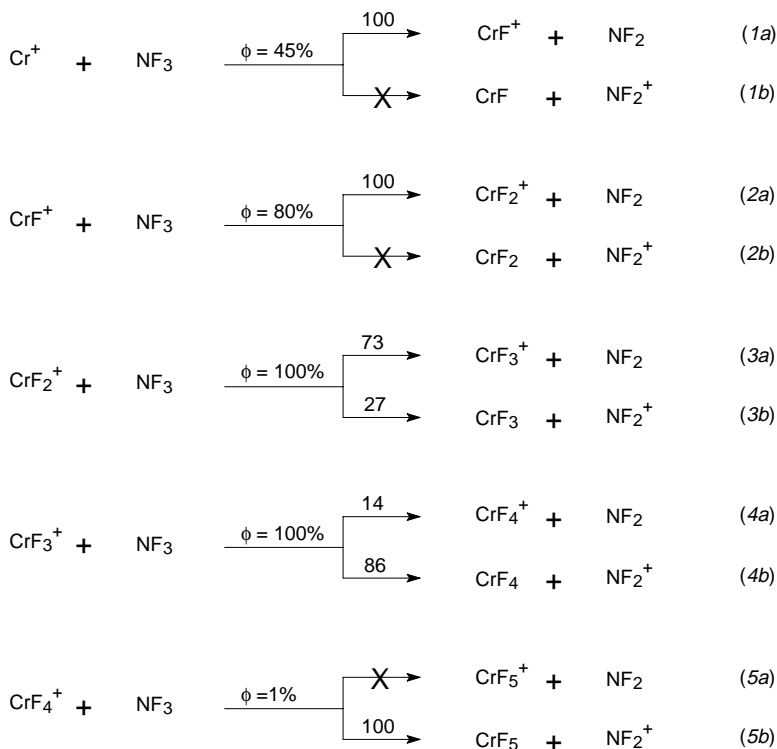 100
CrF⁺ + NF₂ (1a)
Cr⁺ + NF₃ ϕ = 45%
X CrF + NF₂⁺ (1b)
100
CrF₂⁺ + NF₂ (2a)
CrF⁺ + NF₃ ϕ = 80%
X CrF₂ + NF₂⁺ (2b)
73
CrF₃⁺ + NF₂ (3a)
CrF₂⁺ + NF₃ ϕ = 100%
27
CrF₃ + NF₂⁺ (3b)
14
CrF₄⁺ + NF₂ (4a)
CrF₃⁺ + NF₃ ϕ = 100%
86
CrF₄ + NF₂⁺ (4b)
X CrF₅⁺ + NF₂ (5a)
CrF₄⁺ + NF₃ ϕ =1%
100
CrF₅ + NF₂⁺ (5b)